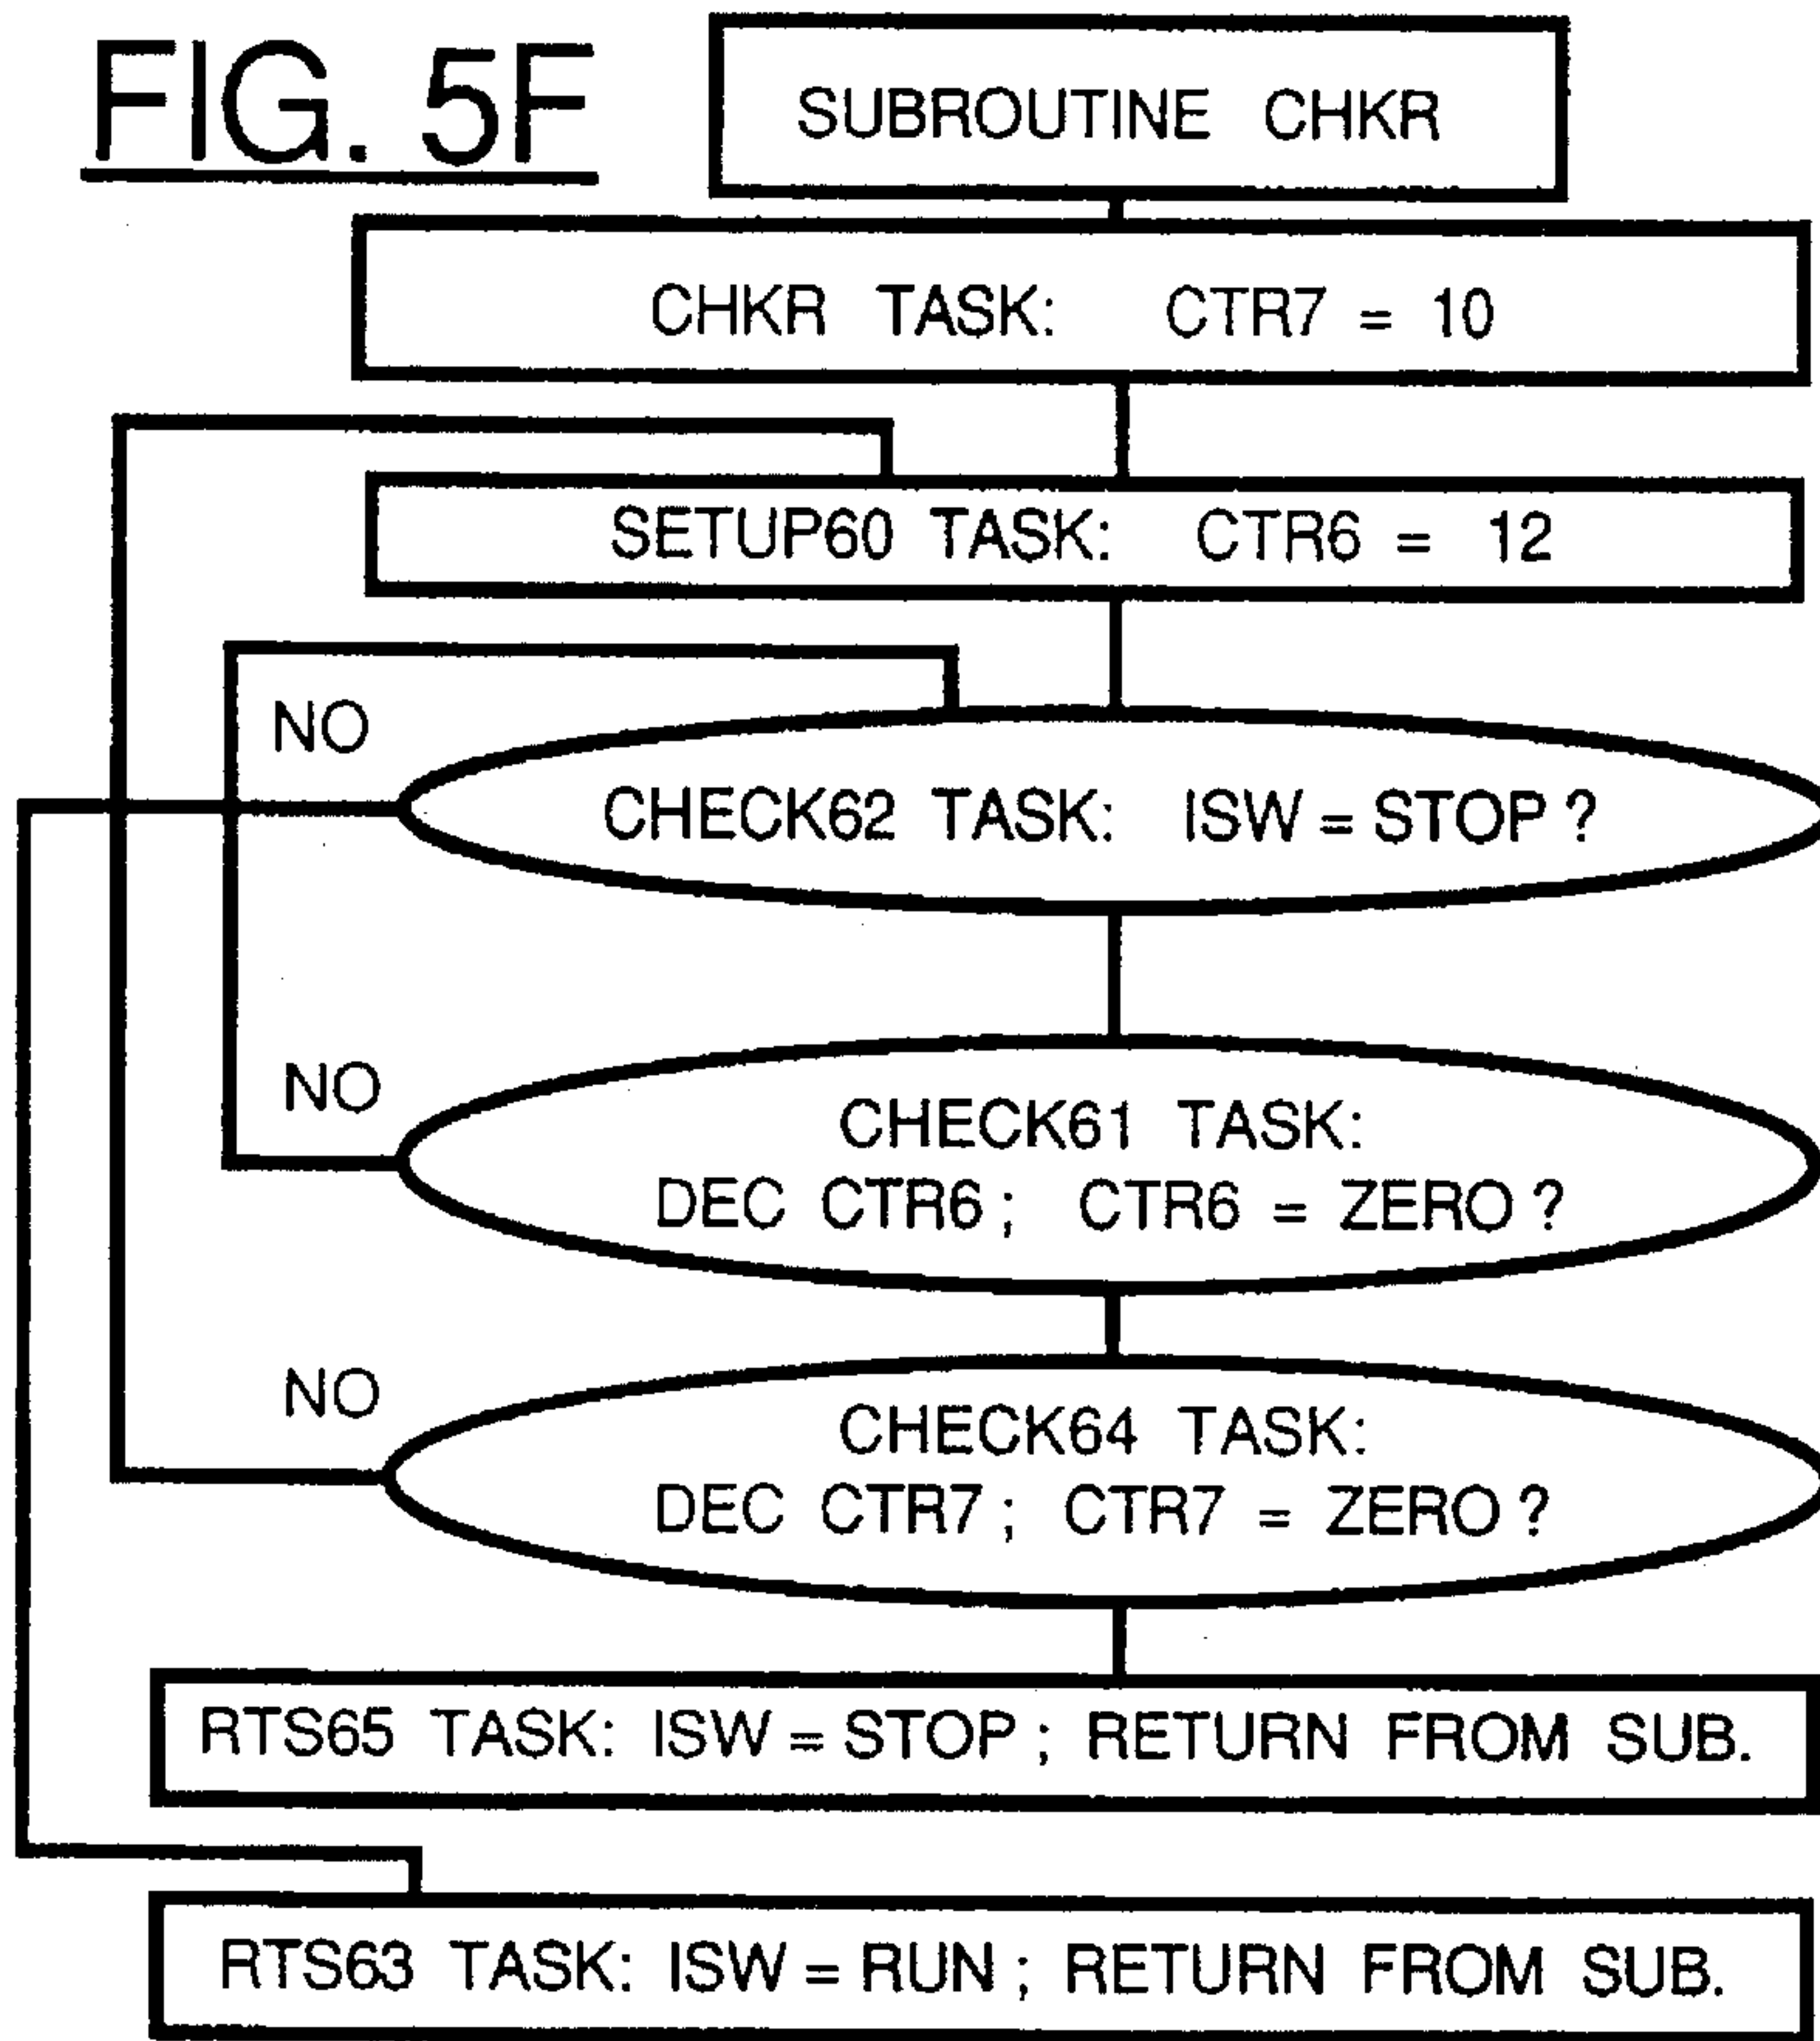 FIG. 5F
SUBROUTINE CHKR
CHKR TASK: CTR7 = 10
SETUP60 TASK: CTR6 = 12
NO
CHECK62 TASK: ISW = STOP ?
NO
CHECK61 TASK:
DEC CTR6 ; CTR6 = ZERO ?
NO
CHECK64 TASK:
DEC CTR7 ; CTR7 = ZERO ?
RTS65 TASK: ISW = STOP ; RETURN FROM SUB.
RTS63 TASK: ISW = RUN ; RETURN FROM SUB.